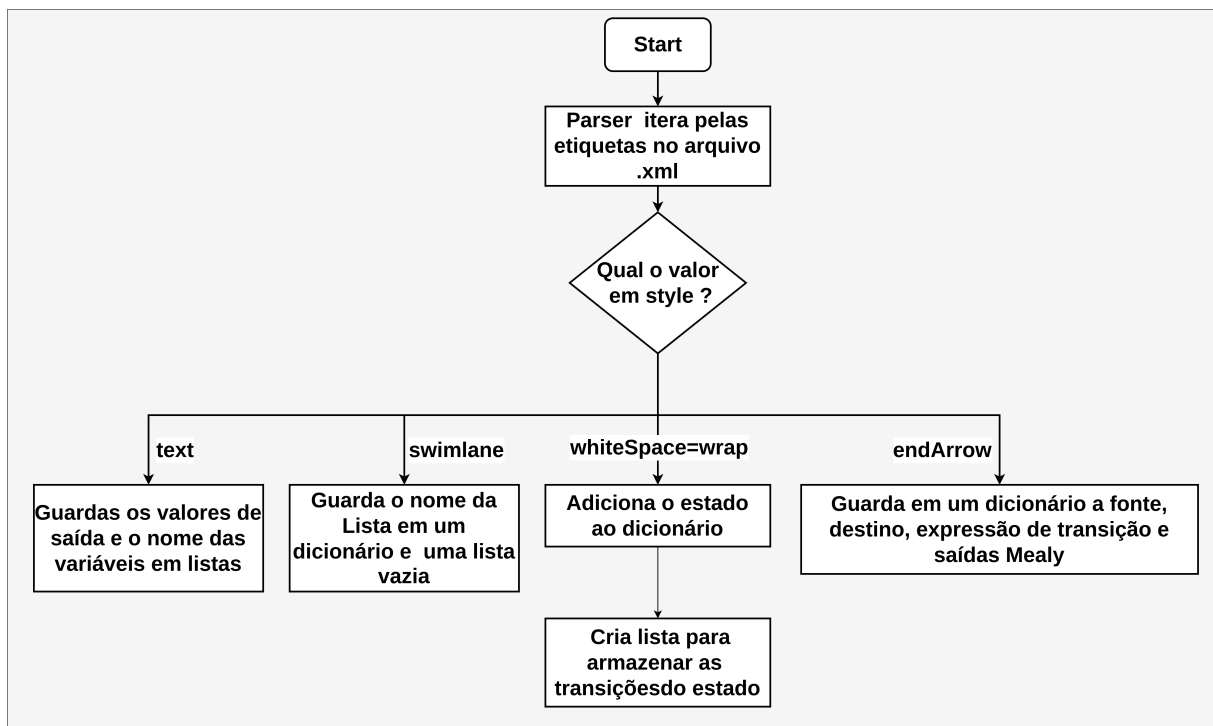 Start
Parser  itera pelas
etiquetas no arquivo
.xml
Qual o valor
em style ?
text
swimlane
whiteSpace=wrap
endArrow
Guardas os valores de
saída e o nome das
variáveis em listas
Guarda o nome da
Lista em um
dicionário e  uma lista
vazia
Adiciona o estado
ao dicionário
Guarda em um dicionário a fonte,
destino, expressão de transição e
saídas Mealy
Cria lista para
armazenar as
transiçõesdo estado